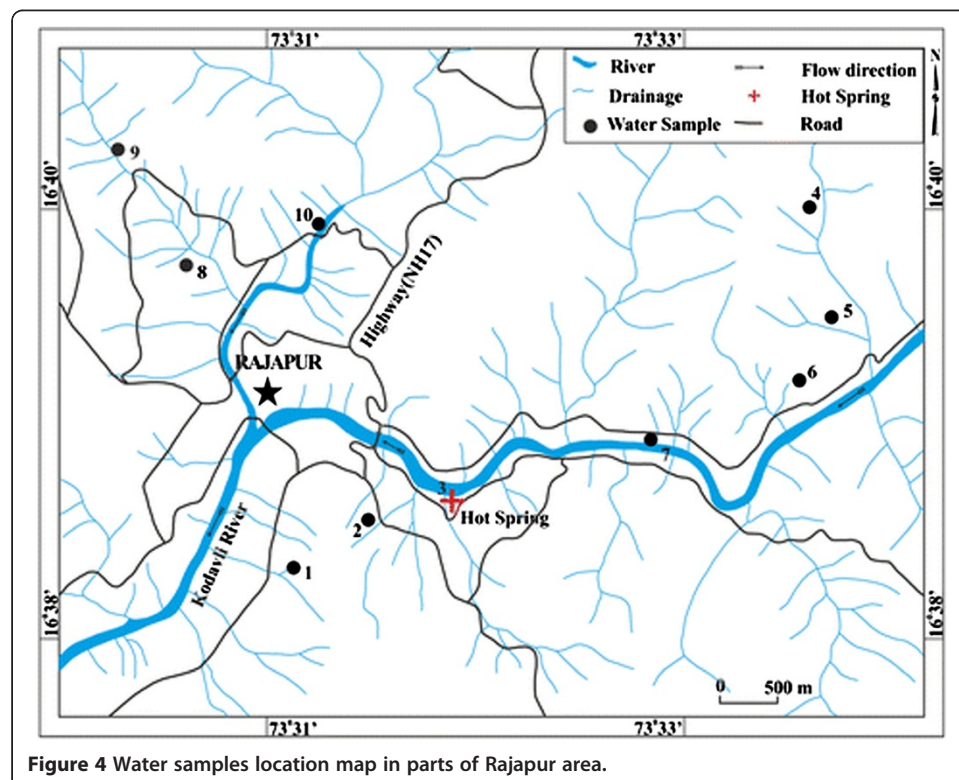 73°31'
73°33'
N
River
Flow direction
Drainage
Hot Spring
Water Sample
Road
16°40'
16°40'
9
4
10
8
Highway(NH17)
5
RAJAPUR
6
7
3
Hot Spring
2
Kodavli River
1
16°38'
16°38'
0 500 m
73°31'
73°33'
Figure 4 Water samples location map in parts of Rajapur area.